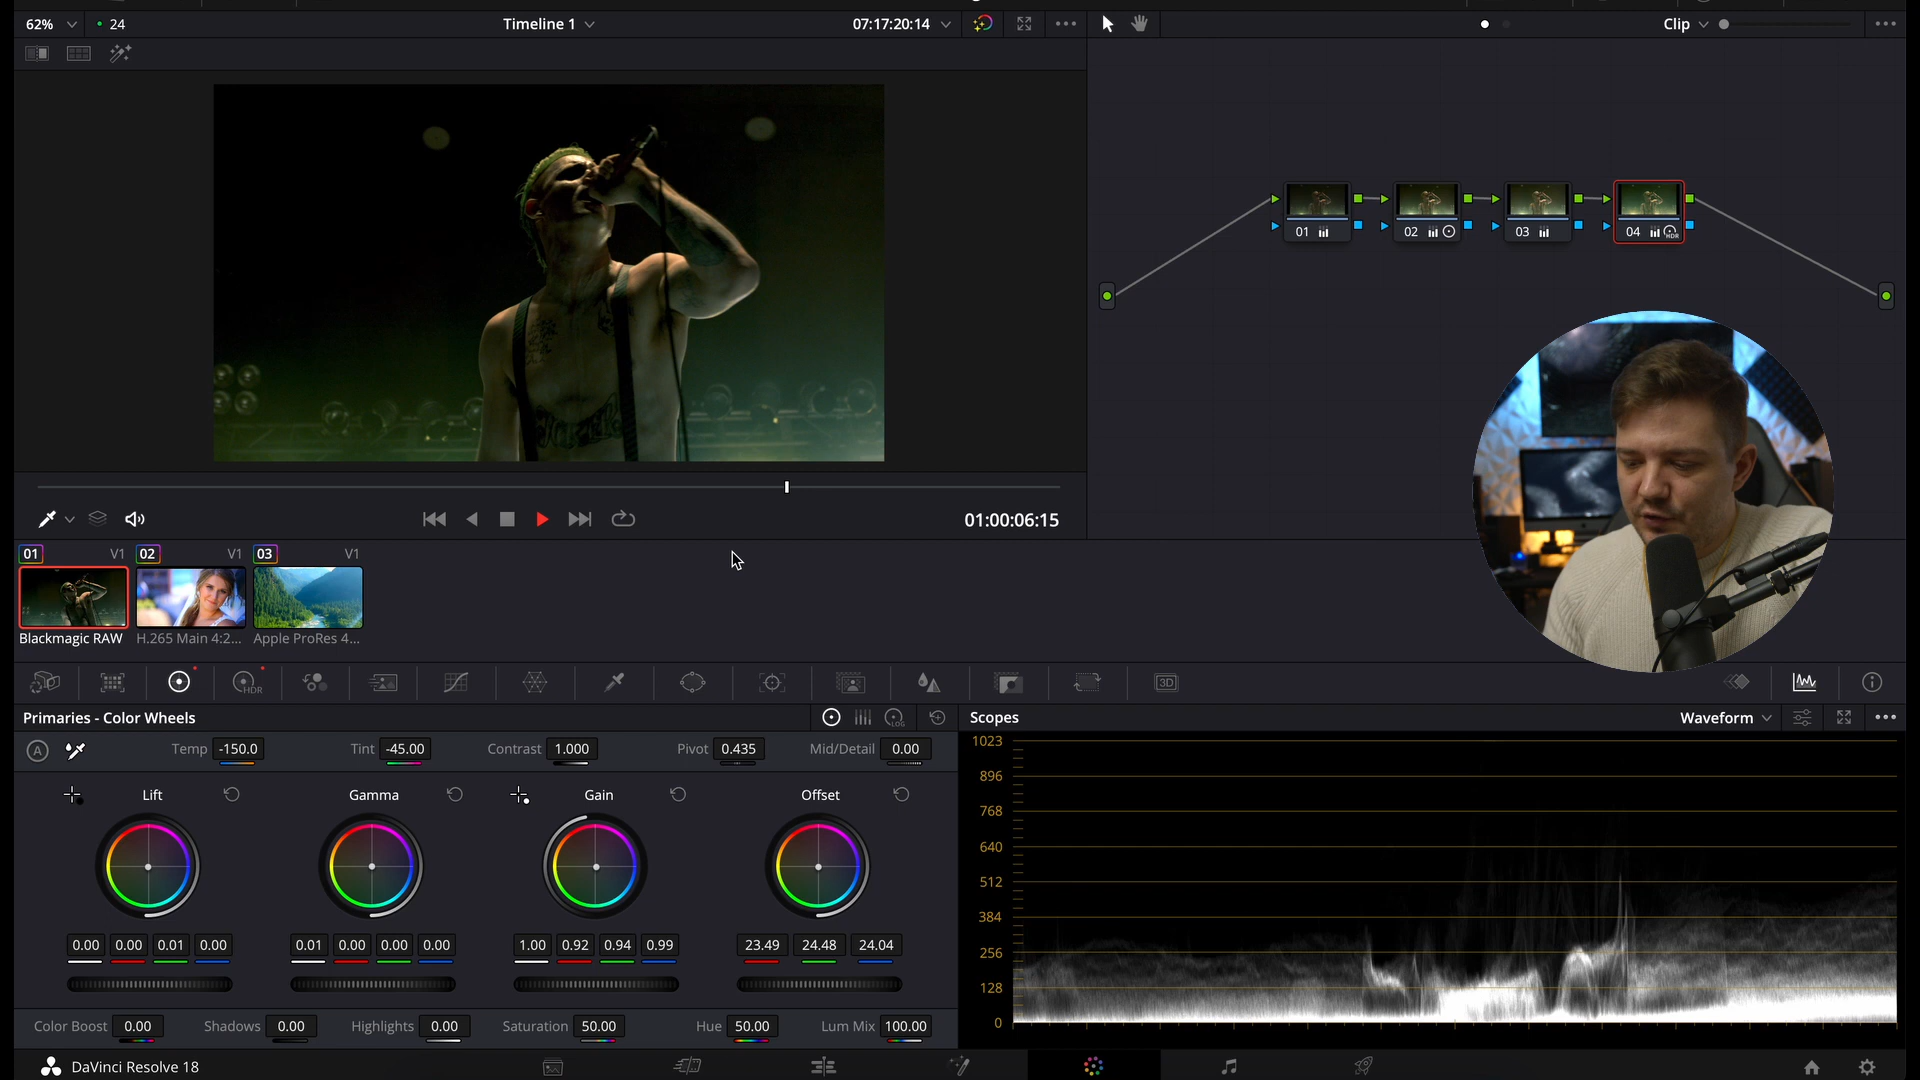 62%
24
Timeline 1
07:17:20:14
Clip
01
02
03
04
HDR
01:00:06:15
01 V1
02 V1
03 V1
Blackmagic RAW
H.265 Main 4:2...
Apple ProRes 4...
HDR
3D
Primaries - Color Wheels
LOG
Scopes
Waveform
A
Temp -150.0
Tint -45.00
Contrast 1.000
Pivot 0.435
Mid/Detail 0.00
Lift
Gamma
Gain
Offset
0.00 0.00 0.01 0.00
0.01 0.00 0.00 0.00
1.00 0.92 0.94 0.99
23.49 24.48 24.04
Color Boost 0.00
Shadows 0.00
Highlights 0.00
Saturation 50.00
Hue 50.00
Lum Mix 100.00
1023
896
768
640
512
384
256
128
0
DaVinci Resolve 18